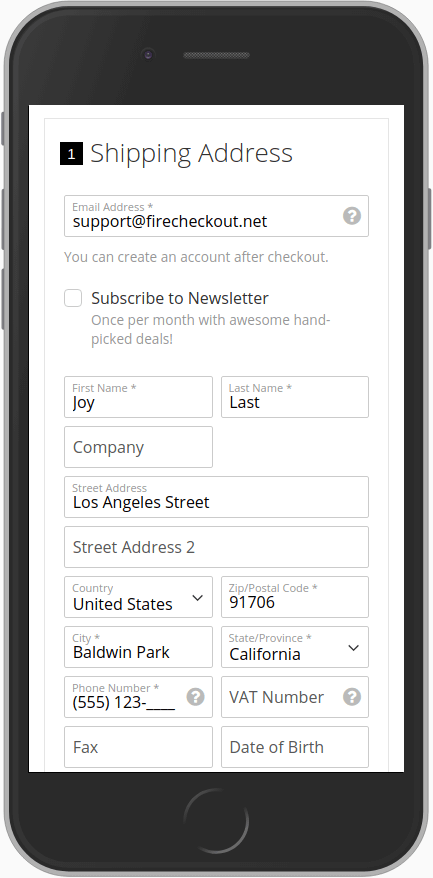 1 Shipping Address
Email Address *
support@firecheckout.net
?
You can create an account after checkout.
Subscribe to Newsletter
Once per month with awesome hand-
picked deals!
First Name * Last Name *
Joy Last
Company
Street Address
Los Angeles Street
Street Address 2
Country Zip/Postal Code *
United States 91706
City * State/Province *
Baldwin Park California
Phone Number *
(555) 123-____ ? VAT Number ?
Fax Date of Birth